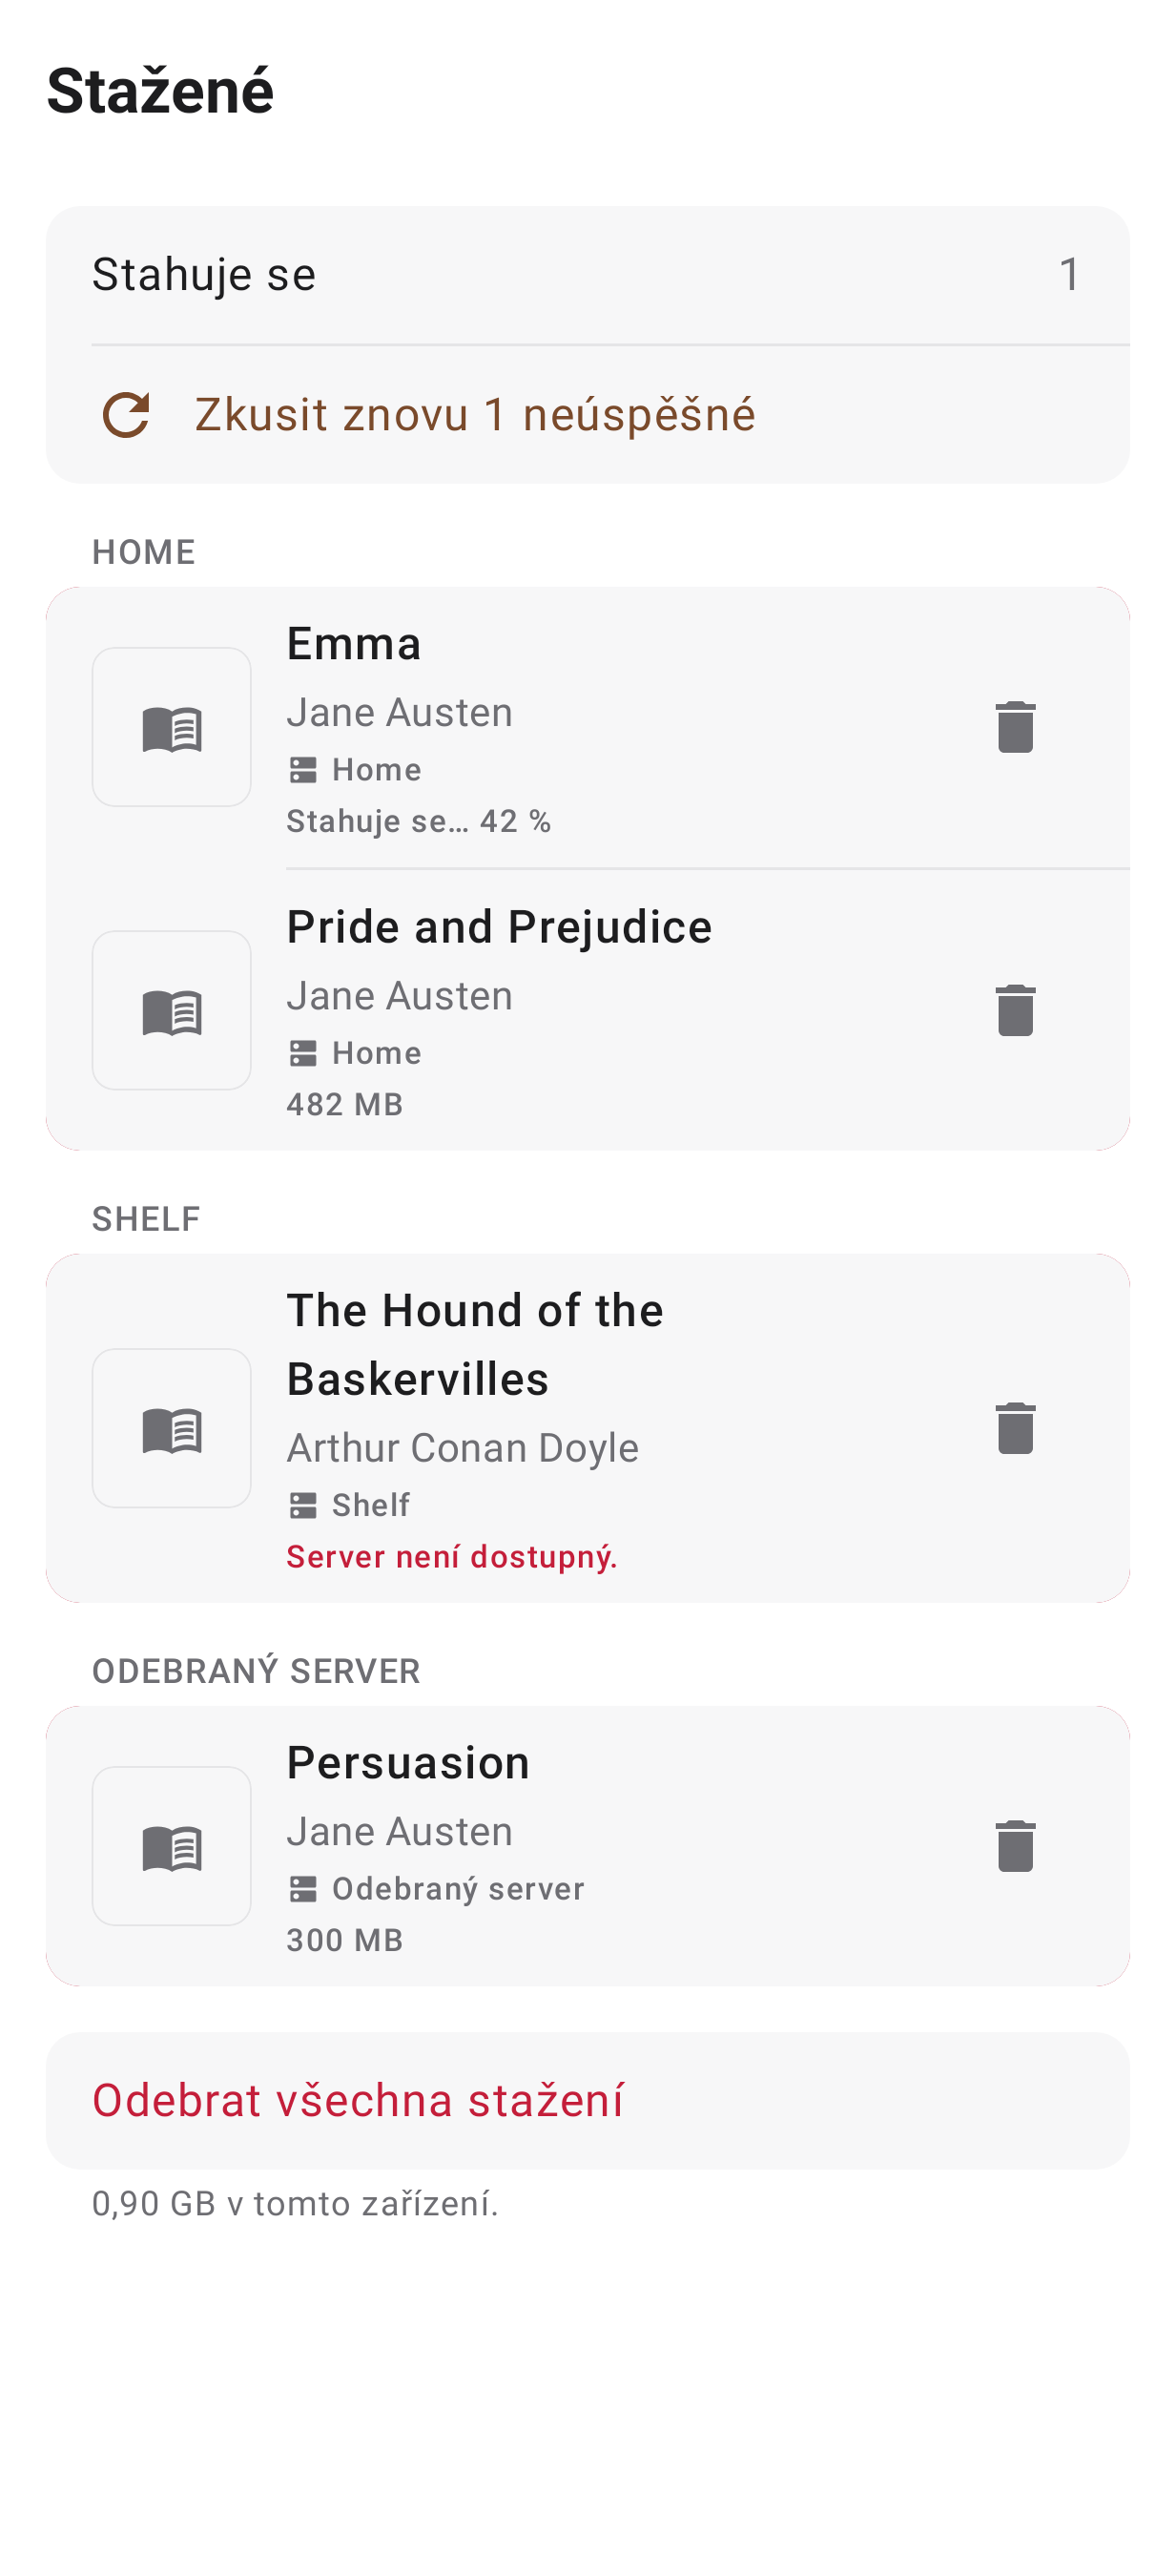 Stažené
Stahuje se 1
Zkusit znovu 1 neúspěšné
HOME
Emma
Jane Austen
Home
Stahuje se… 42 %
Pride and Prejudice
Jane Austen
Home
482 MB
SHELF
The Hound of the
Baskervilles
Arthur Conan Doyle
Shelf
Server není dostupný.
ODEBRANÝ SERVER
Persuasion
Jane Austen
Odebraný server
300 MB
Odebrat všechna stažení
0,90 GB v tomto zařízení.